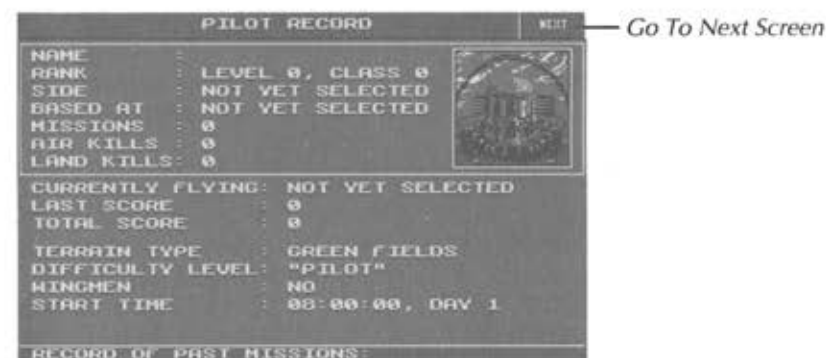 PILOT RECORD NEXT
Go To Next Screen
NAME :
RANK : LEVEL 0, CLASS 0
SIDE : NOT YET SELECTED
BASED AT : NOT YET SELECTED
MISSIONS : 0
AIR KILLS : 0
LAND KILLS: 0
CURRENTLY FLYING: NOT YET SELECTED
LAST SCORE : 0
TOTAL SCORE : 0
TERRAIN TYPE : GREEN FIELDS
DIFFICULTY LEVEL: "PILOT"
WINGMEN : NO
START TIME : 08:00:00, DAY 1
RECORD OF PAST MISSIONS: